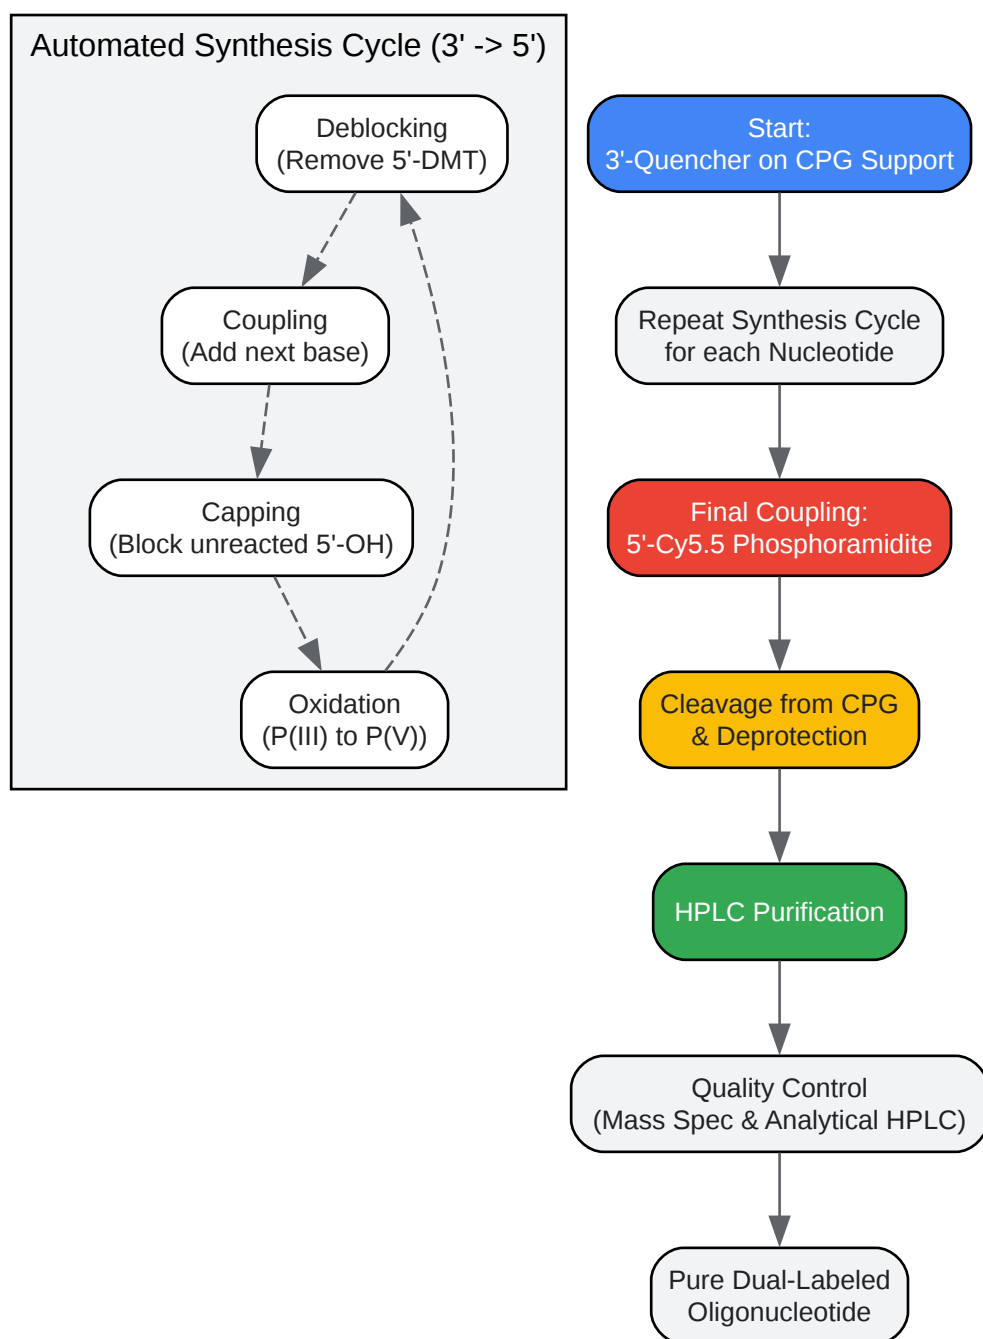 Automated Synthesis Cycle (3' -> 5')
Deblocking
(Remove 5'-DMT)
Coupling
(Add next base)
Capping
(Block unreacted 5'-OH)
Oxidation
(P(III) to P(V))
Start:
3'-Quencher on CPG Support
Repeat Synthesis Cycle
for each Nucleotide
Final Coupling:
5'-Cy5.5 Phosphoramidite
Cleavage from CPG
& Deprotection
HPLC Purification
Quality Control
(Mass Spec & Analytical HPLC)
Pure Dual-Labeled
Oligonucleotide